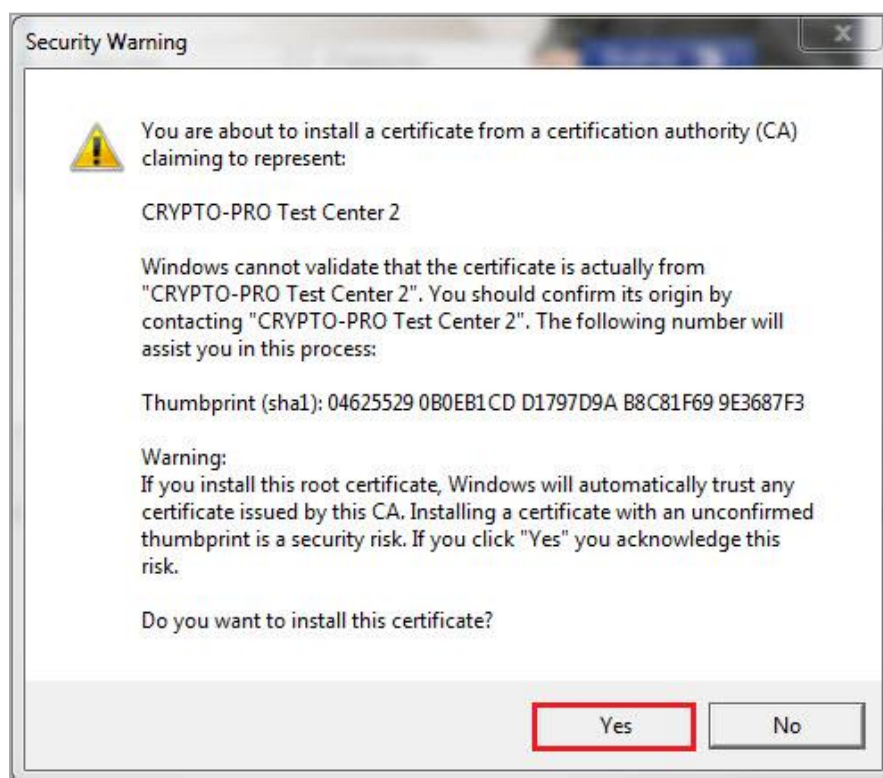 Security Warning
You are about to install a certificate from a certification authority (CA)
claiming to represent:
CRYPTO-PRO Test Center 2
Windows cannot validate that the certificate is actually from
"CRYPTO-PRO Test Center 2". You should confirm its origin by
contacting "CRYPTO-PRO Test Center 2". The following number will
assist you in this process:
Thumbprint (sha1): 04625529 0B0EB1CD D1797D9A B8C81F69 9E3687F3
Warning:
If you install this root certificate, Windows will automatically trust any
certificate issued by this CA. Installing a certificate with an unconfirmed
thumbprint is a security risk. If you click "Yes" you acknowledge this
risk.
Do you want to install this certificate?
Yes No